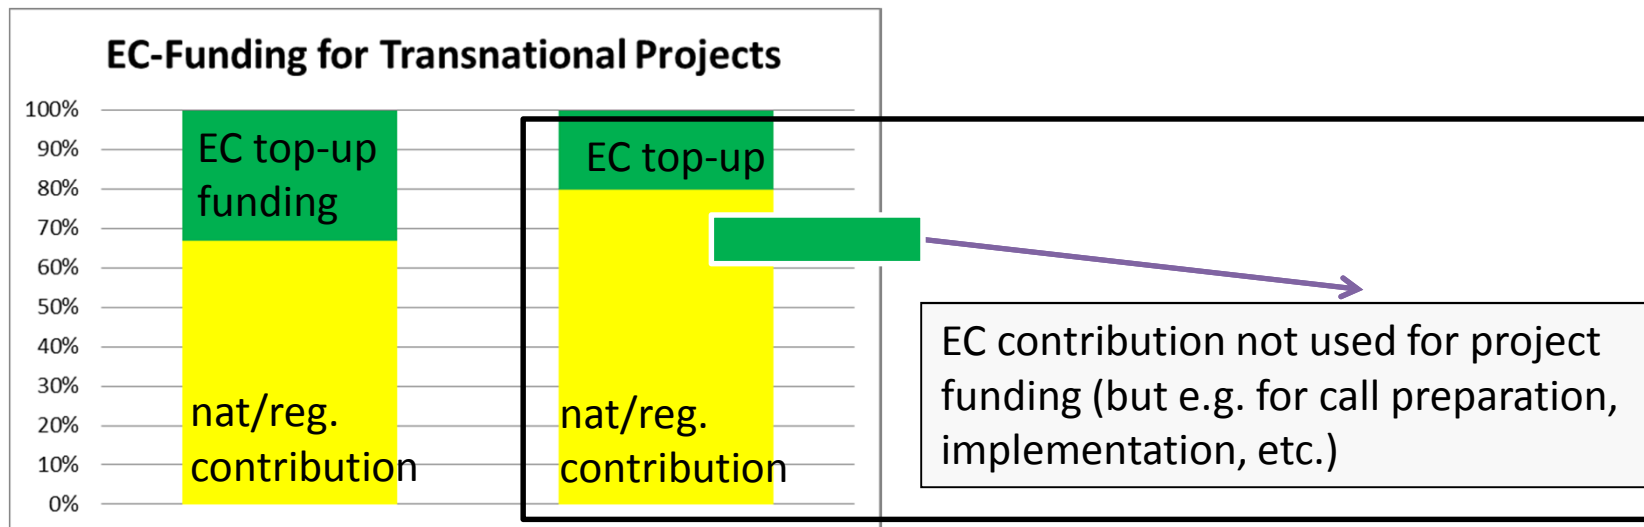 EC-Funding for Transnational Projects
100%
90%
80%
70%
60%
50%
40%
30%
20%
10%
0%
EC top-up
funding
nat/reg.
contribution
EC top-up
nat/reg.
contribution
EC contribution not used for project
funding (but e.g. for call preparation,
implementation, etc.)